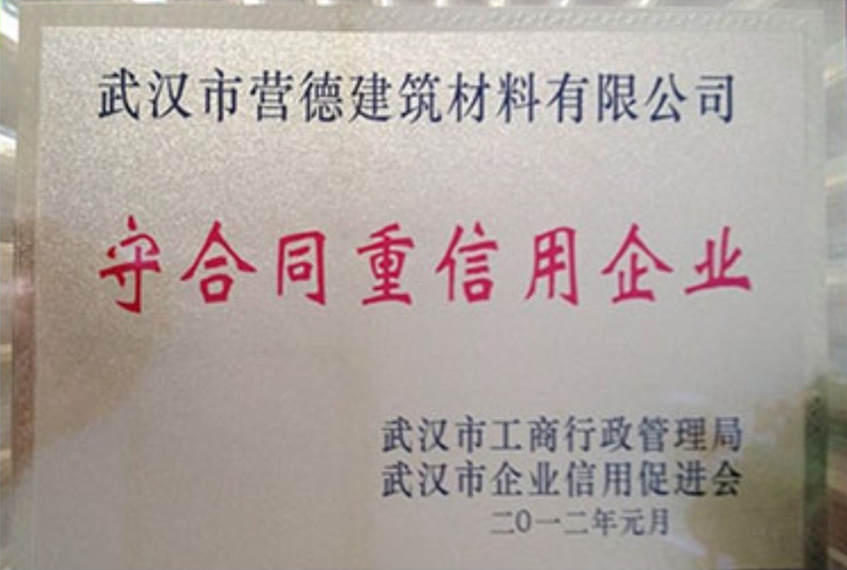 武汉市营德建筑材料有限公司
守合同重信用企业
武汉市工商行政管理局
武汉市企业信用促进会
二0一二年元月